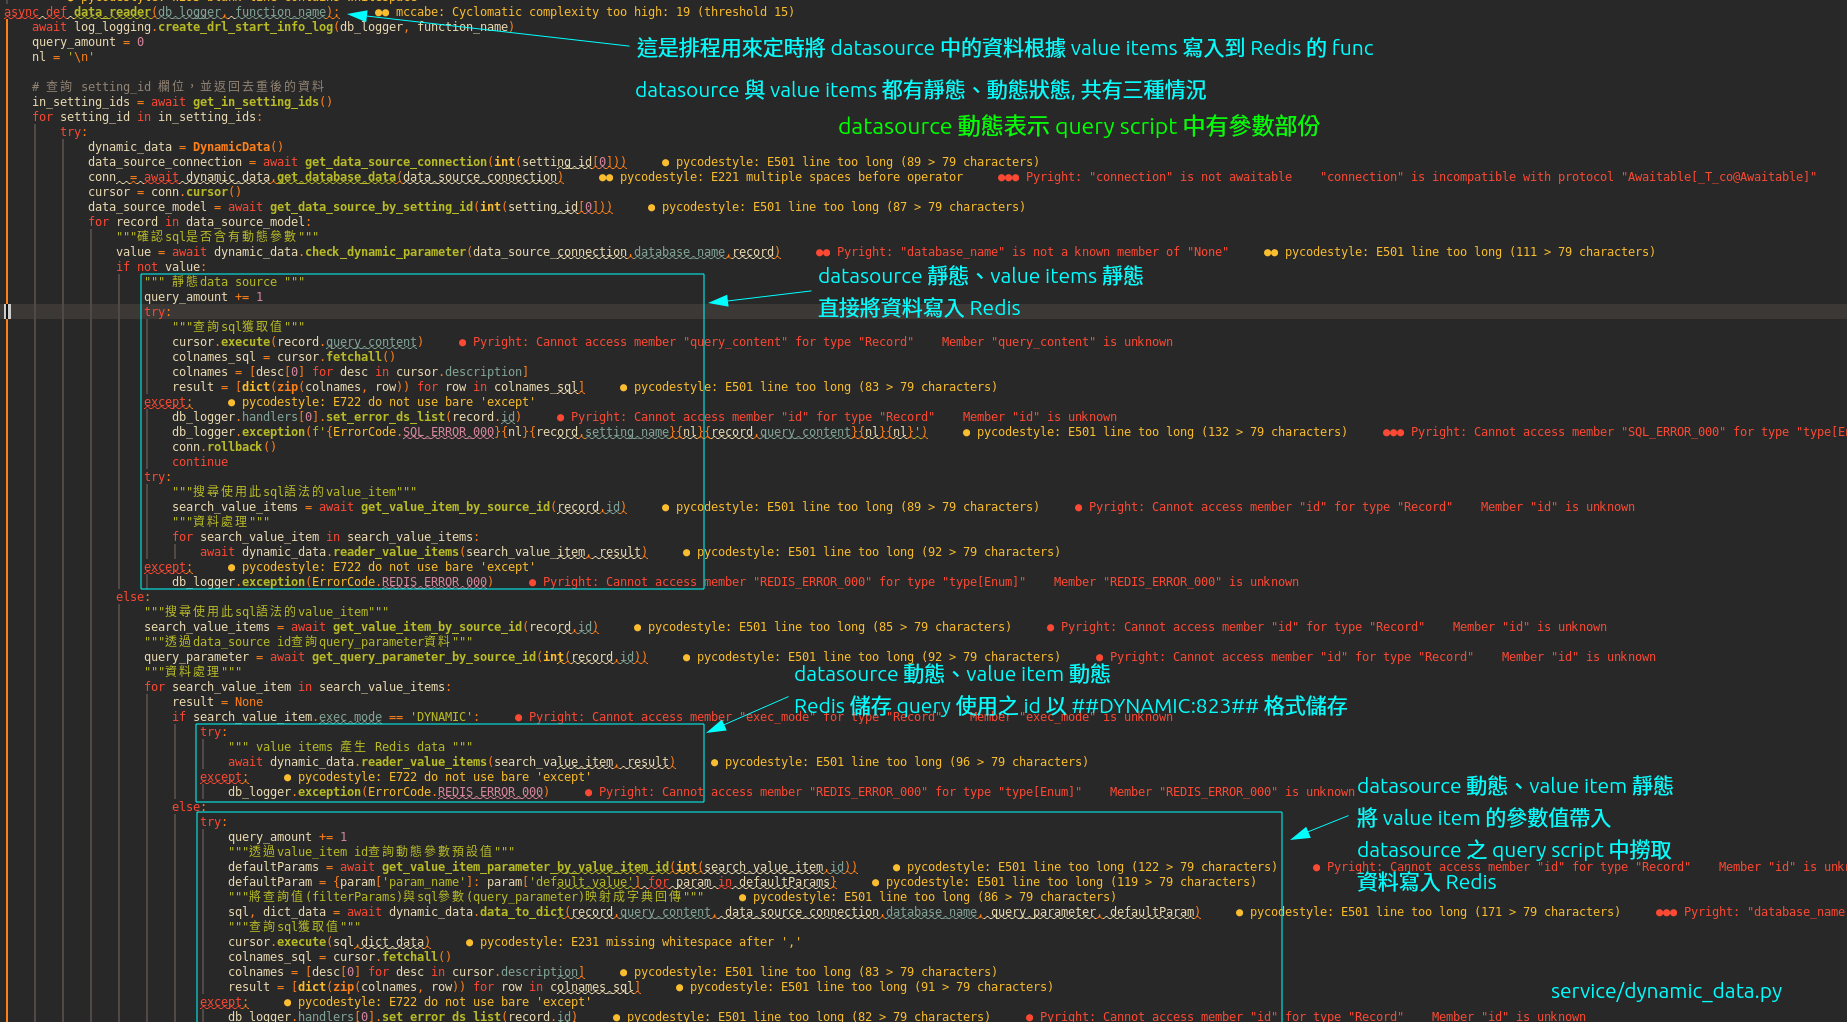 async def data_reader(db_logger, function_name):     ●● mccabe: Cyclomatic complexity too high: 19 (threshold 15)
    await log_logging.create_drl_start_info_log(db_logger, function_name)
    query_amount = 0
這是排程用來定時將 datasource 中的資料根據 value items 寫入到 Redis 的 func
    nl = '\n'
    # 查詢 setting_id 欄位，並返回去重後的資料
datasource 與 value items 都有靜態、動態狀態, 共有三種情況
    in_setting_ids = await get_in_setting_ids()
    for setting_id in in_setting_ids:
datasource 動態表示 query script 中有參數部份
        try:
            dynamic_data = DynamicData()
            data_source_connection = await get_data_source_connection(int(setting_id[0]))     ● pycodestyle: E501 line too long (89 > 79 characters)
            conn  = await dynamic_data.get_database_data(data_source_connection)     ●● pycodestyle: E221 multiple spaces before operator     ●●● Pyright: "connection" is not awaitable    "connection" is incompatible with protocol "Awaitable[_T_co@Awaitable]"
            cursor = conn.cursor()
            data_source_model = await get_data_source_by_setting_id(int(setting_id[0]))     ● pycodestyle: E501 line too long (87 > 79 characters)
            for record in data_source_model:
                """確認sql是否含有動態參數"""
                value = await dynamic_data.check_dynamic_parameter(data_source_connection.database_name,record)     ●● Pyright: "database_name" is not a known member of "None"     ●● pycodestyle: E501 line too long (111 > 79 characters)
                if not value:
                    """ 靜態data source """
datasource 靜態、value items 靜態
                    query_amount += 1
直接將資料寫入 Redis
                    try:
                        """查詢sql獲取值"""
                        cursor.execute(record.query_content)     ● Pyright: Cannot access member "query_content" for type "Record"    Member "query_content" is unknown
                        colnames_sql = cursor.fetchall()
                        colnames = [desc[0] for desc in cursor.description]
                        result = [dict(zip(colnames, row)) for row in colnames_sql]     ● pycodestyle: E501 line too long (83 > 79 characters)
                    except:     ● pycodestyle: E722 do not use bare 'except'
                        db_logger.handlers[0].set_error_ds_list(record.id)     ● Pyright: Cannot access member "id" for type "Record"    Member "id" is unknown
                        db_logger.exception(f'{ErrorCode.SQL_ERROR_000}{nl}{record.setting_name}{nl}{record.query_content}{nl}{nl}')     ● pycodestyle: E501 line too long (132 > 79 characters)     ●●● Pyright: Cannot access member "SQL_ERROR_000" for type "type[En
                        conn.rollback()
                        continue
                    try:
                        """搜尋使用此sql語法的value_item"""
                        search_value_items = await get_value_item_by_source_id(record.id)     ● pycodestyle: E501 line too long (89 > 79 characters)     ● Pyright: Cannot access member "id" for type "Record"    Member "id" is unknown
                        """資料處理"""
                        for search_value_item in search_value_items:
                            await dynamic_data.reader_value_items(search_value_item, result)     ● pycodestyle: E501 line too long (92 > 79 characters)
                    except:     ● pycodestyle: E722 do not use bare 'except'
                        db_logger.exception(ErrorCode.REDIS_ERROR_000)     ● Pyright: Cannot access member "REDIS_ERROR_000" for type "type[Enum]"    Member "REDIS_ERROR_000" is unknown
                else:
                    """搜尋使用此sql語法的value_item"""
                    search_value_items = await get_value_item_by_source_id(record.id)     ● pycodestyle: E501 line too long (85 > 79 characters)     ● Pyright: Cannot access member "id" for type "Record"    Member "id" is unknown
                    """透過data_source id查詢query_parameter資料"""
                    query_parameter = await get_query_parameter_by_source_id(int(record.id))     ● pycodestyle: E501 line too long (92 > 79 characters)     ● Pyright: Cannot access member "id" for type "Record"    Member "id" is unknown
                    """資料處理"""
datasource 動態、value item 動態
                    for search_value_item in search_value_items:
                        result = None
Redis 儲存 query 使用之 id 以 ##DYNAMIC:823## 格式儲存
                        if search_value_item.exec_mode == 'DYNAMIC':     ● Pyright: Cannot access member "exec_mode" for type "Record"    Member "exec_mode" is unknown
                            try:
                                """ value items 產生 Redis data """
                                await dynamic_data.reader_value_items(search_value_item, result)     ● pycodestyle: E501 line too long (96 > 79 characters)
                            except:     ● pycodestyle: E722 do not use bare 'except'
                                db_logger.exception(ErrorCode.REDIS_ERROR_000)     ● Pyright: Cannot access member "REDIS_ERROR_000" for type "type[Enum]"    Member "REDIS_ERROR_000" is unknown
datasource 動態、value item 靜態
                        else:
                            try:
將 value item 的參數值帶入
                                query_amount += 1
                                """透過value_item id查詢動態參數預設值"""
datasource 之 query script 中撈取
                                defaultParams = await get_value_item_parameter_by_value_item_id(int(search_value_item.id))     ● pycodestyle: E501 line too long (122 > 79 characters)     ● Pyright: Cannot access member "id" for type "Record"    Member "id" is unk
                                defaultParam = {param['param_name']: param['default_value'] for param in defaultParams}     ● pycodestyle: E501 line too long (119 > 79 characters)
資料寫入 Redis
                                """將查詢值(filterParams)與sql參數(query_parameter)映射成字典回傳"""     ● pycodestyle: E501 line too long (86 > 79 characters)
                                sql, dict_data = await dynamic_data.data_to_dict(record.query_content, data_source_connection.database_name, query_parameter, defaultParam)     ● pycodestyle: E501 line too long (171 > 79 characters)     ●●● Pyright: "database_name
                                """查詢sql獲取值"""
                                cursor.execute(sql,dict_data)     ● pycodestyle: E231 missing whitespace after ','
                                colnames_sql = cursor.fetchall()
                                colnames = [desc[0] for desc in cursor.description]     ● pycodestyle: E501 line too long (83 > 79 characters)
                                result = [dict(zip(colnames, row)) for row in colnames_sql]     ● pycodestyle: E501 line too long (91 > 79 characters)
service/dynamic_data.py
                            except:     ● pycodestyle: E722 do not use bare 'except'
                                db_logger.handlers[0].set_error_ds_list(record.id)     ● pycodestyle: E501 line too long (82 > 79 characters)     ● Pyright: Cannot access member "id" for type "Record"    Member "id" is unknown